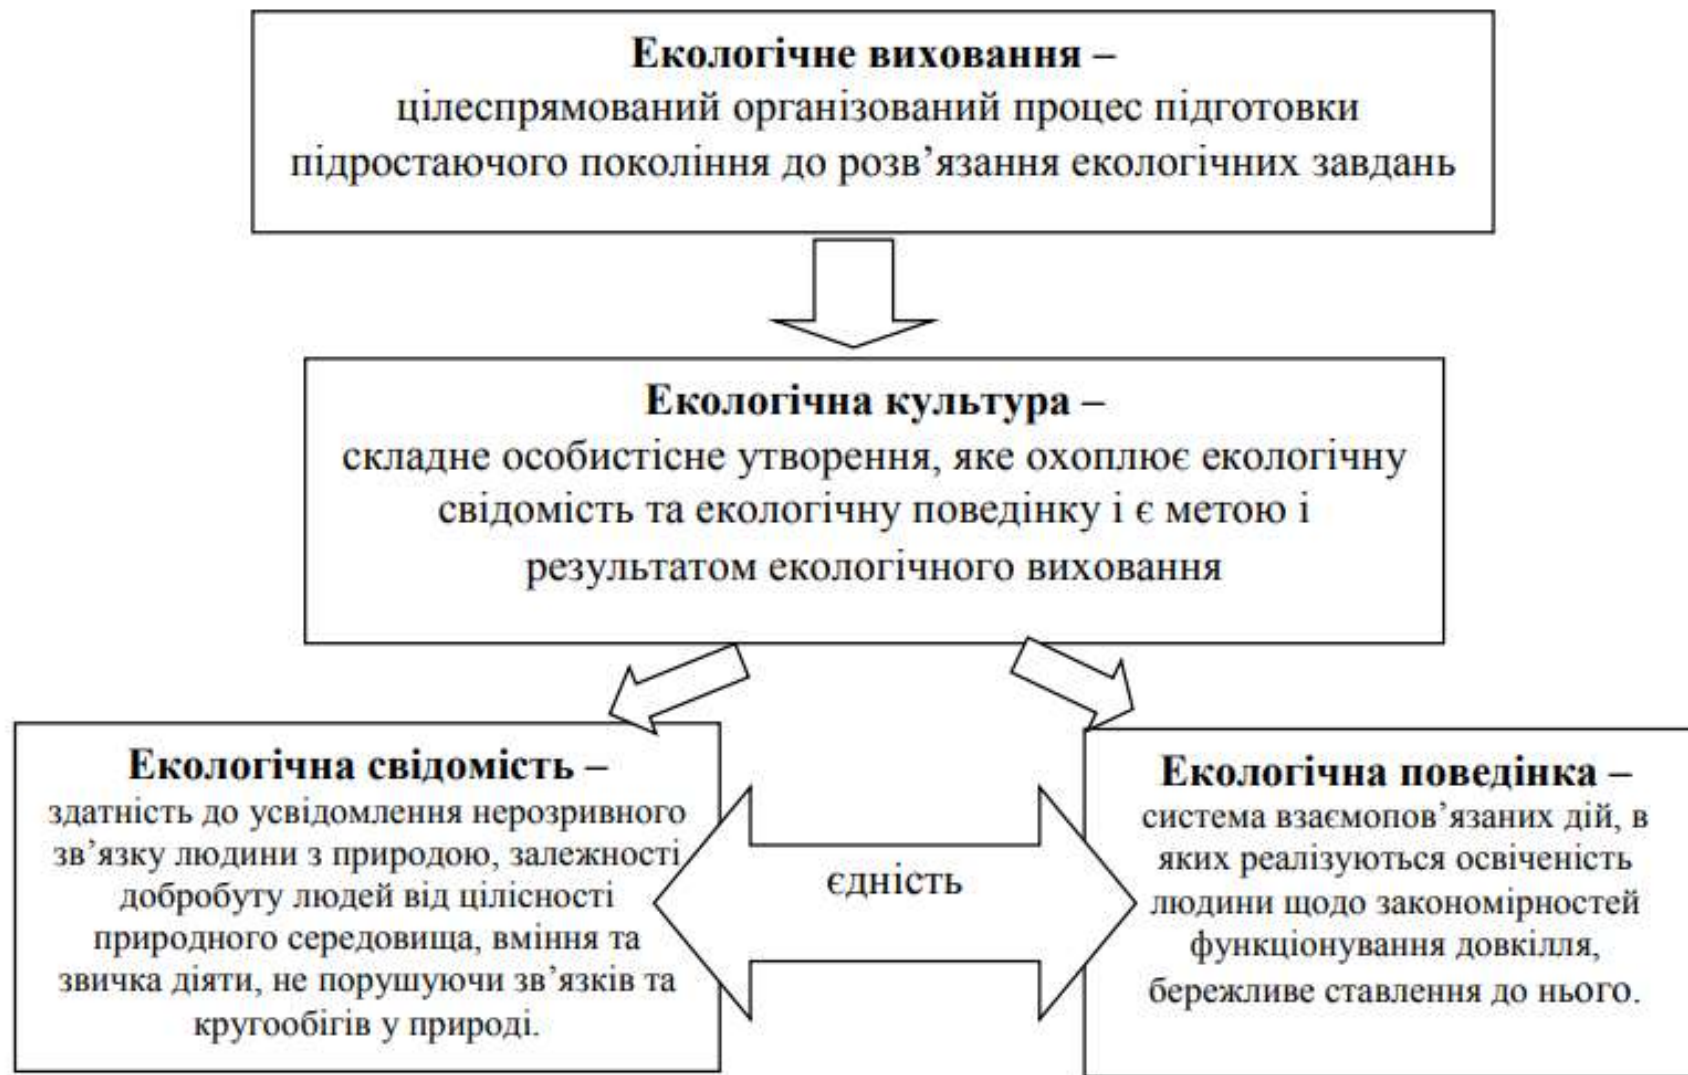 Екологічне виховання –
цілеспрямований організований процес підготовки
підростаючого покоління до розв’язання екологічних завдань
Екологічна культура –
складне особистісне утворення, яке охоплює екологічну
свідомість та екологічну поведінку і є метою і
результатом екологічного виховання
Екологічна свідомість –
здатність до усвідомлення нерозривного
зв’язку людини з природою, залежності
добробуту людей від цілісності
природного середовища, вміння та
звичка діяти, не порушуючи зв’язків та
кругообігів у природі.
єдність
Екологічна поведінка –
система взаємопов’язаних дій, в
яких реалізуються освіченість
людини щодо закономірностей
функціонування довкілля,
бережливе ставлення до нього.